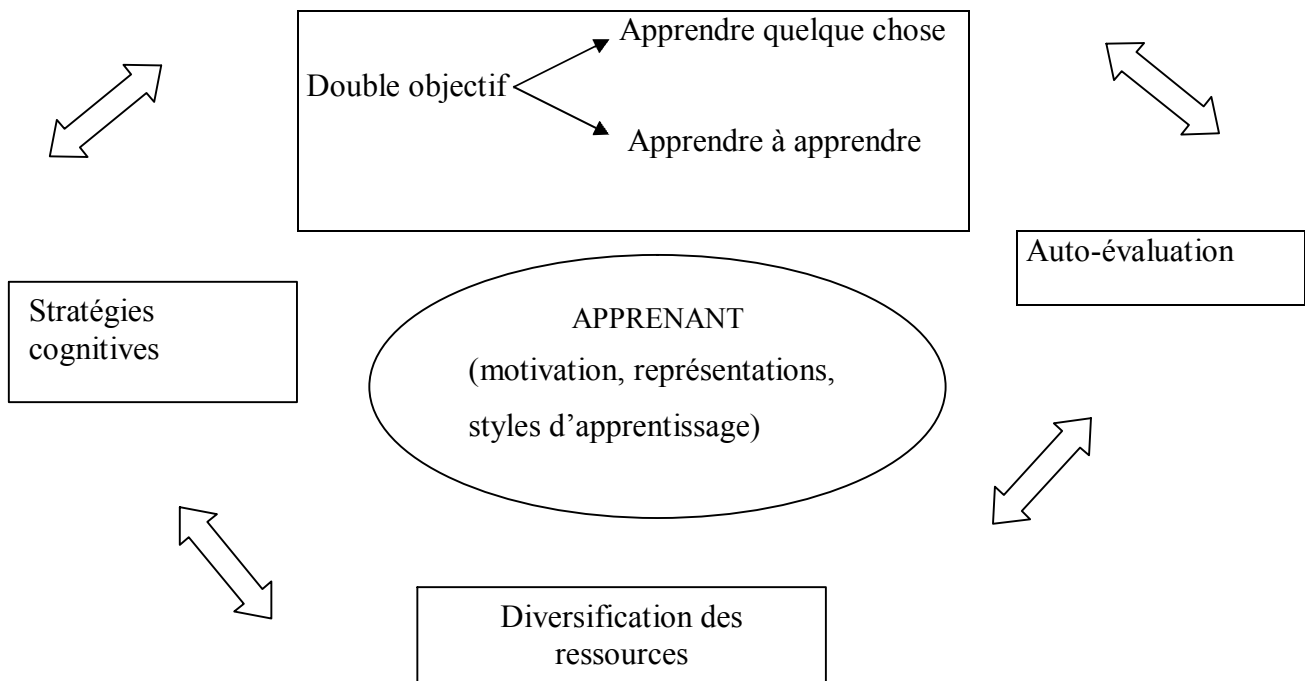 Apprendre quelque chose
Double objectif
Apprendre à apprendre
Auto-évaluation
Stratégies
cognitives
APPRENANT
(motivation, représentations,
styles d’apprentissage)
Diversification des
ressources